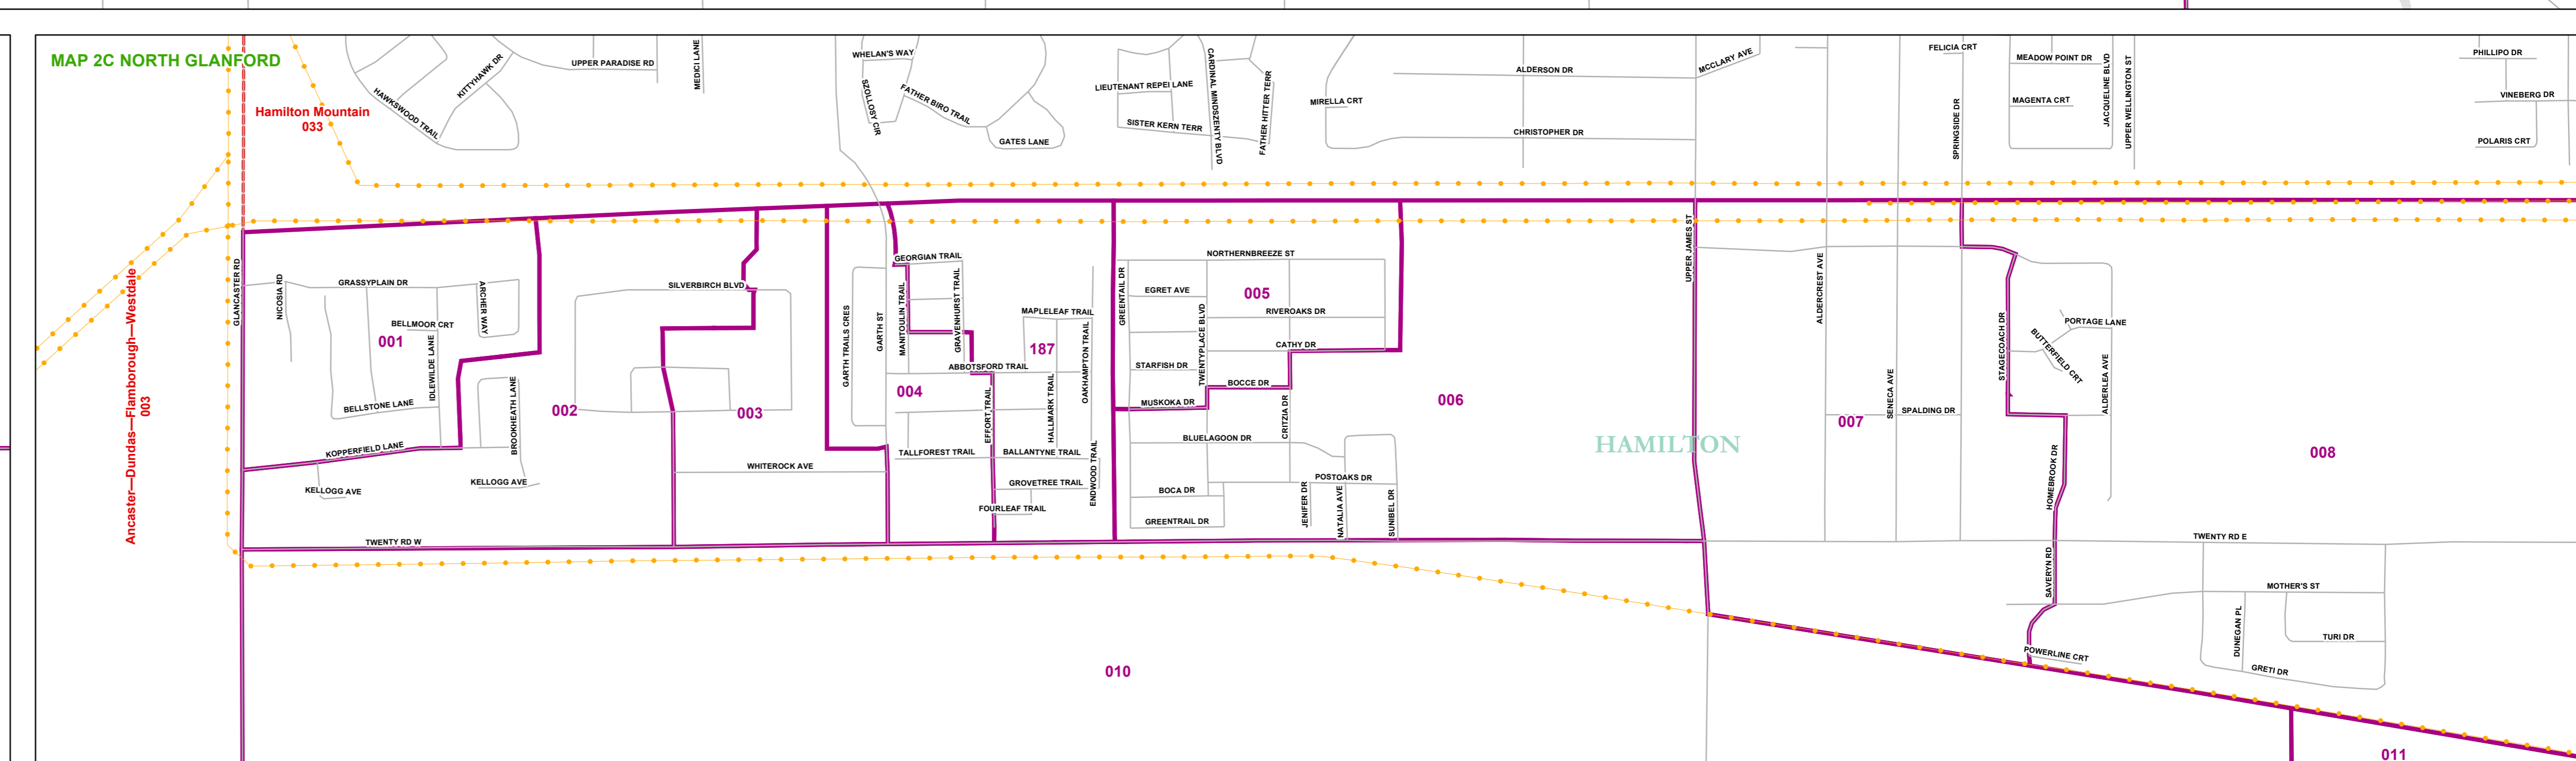 MAP 2C NORTH GLANFORD
Hamilton Mountain
033
Ancaster—Dundas—Flamborough—Westdale
003
HAWKSWOOD TRAIL
KITTYHAWK DR
UPPER PARADISE RD
MEDICI LANE
WHELAN'S WAY
SZOLLOSY CIR
FATHER BIRO TRAIL
GATES LANE
LIEUTENANT REPEI LANE
SISTER KERN TERR
CARDINAL MINDSZENTY BLVD
FATHER HITTER TERR
MIRELLA CRT
ALDERSON DR
CHRISTOPHER DR
MCCLARY AVE
FELICIA CRT
SPRINGSIDE DR
MEADOW POINT DR
MAGENTA CRT
JACQUELINE BLVD
UPPER WELLINGTON ST
PHILLIPO DR
VINEBERG DR
POLARIS CRT
GLANCASTER RD
NICOSIA RD
GRASSYPLAIN DR
BELLMOOR CRT
001
IDLEWILDE LANE
ARCHER WAY
BELLSTONE LANE
KOPPERFIELD LANE
KELLOGG AVE
BROOKHEATH LANE
KELLOGG AVE
TWENTY RD W
002
SILVERBIRCH BLVD
003
WHITEROCK AVE
GARTH TRAILS CRES
GARTH ST
MANITOULIN TRAIL
GEORGIAN TRAIL
GRAVENHURST TRAIL
MAPLELEAF TRAIL
187
OAKHAMPTON TRAIL
ABBOTSFORD TRAIL
004
EFFORT TRAIL
HALLMARK TRAIL
TALLFOREST TRAIL
BALLANTYNE TRAIL
GROVETREE TRAIL
FOURLEAF TRAIL
ENDWOOD TRAIL
GREENTAIL DR
NORTHERNBREEZE ST
EGRET AVE
005
RIVEROAKS DR
TWENTYPLACE BLVD
CATHY DR
STARFISH DR
BOCCE DR
MUSKOKA DR
CRITZIA DR
BLUELAGOON DR
POSTOAKS DR
BOCA DR
GREENTRAIL DR
JENIFER DR
NATALIA AVE
SUNIBEL DR
006
UPPER JAMES ST
HAMILTON
ALDERCREST AVE
007
SENECA AVE
SPALDING DR
STAGECOACH DR
PORTAGE LANE
BUTTERFIELD CRT
ALDERLEA AVE
HOMEBROOK DR
008
TWENTY RD E
SAVERYN RD
POWERLINE CRT
MOTHER'S ST
DUNEGAN PL
TURI DR
GRETI DR
010
011